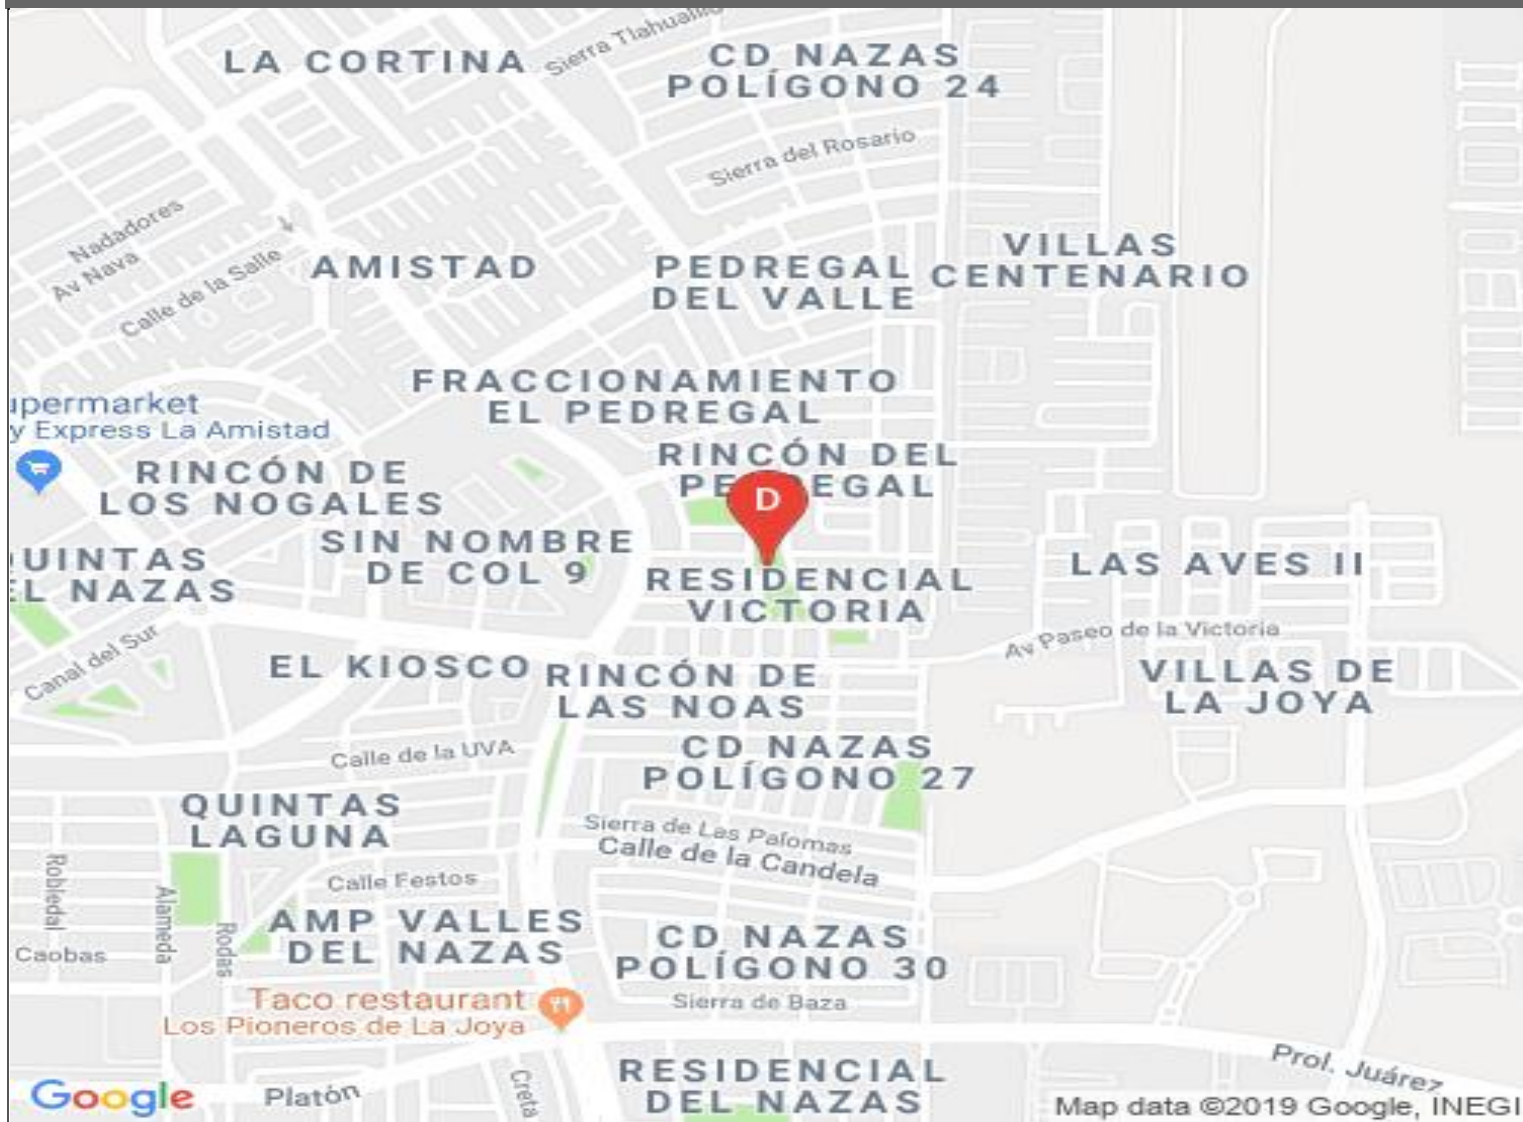 LA CORTINA
Sierra Tlahualilo
CD NAZAS
POLÍGONO 24
Sierra del Rosario
Nadadores
Av Nava
Calle de la Salle
AMISTAD
PEDREGAL
DEL VALLE
VILLAS
CENTENARIO
FRACCIONAMIENTO
EL PEDREGAL
upermarket
y Express La Amistad
RINCÓN DE
LOS NOGALES
RINCÓN DEL
PE EGAL
D
SIN NOMBRE
DE COL 9
UINTAS
EL NAZAS
RESIDENCIAL
VICTORIA
LAS AVES II
Av Paseo de la Victoria
Canal del Sur
EL KIOSCO
RINCÓN DE
LAS NOAS
VILLAS DE
LA JOYA
Calle de la UVA
CD NAZAS
POLÍGONO 27
QUINTAS
LAGUNA
Sierra de Las Palomas
Calle de la Candela
Robledal
Alameda
Rodas
Calle Festos
AMP VALLES
DEL NAZAS
CD NAZAS
POLÍGONO 30
Caobas
Sierra de Baza
Taco restaurant
Los Pioneros de La Joya
Prol. Juárez
RESIDENCIAL
DEL NAZAS
Creta
Platón
Google
Map data ©2019 Google, INEGI